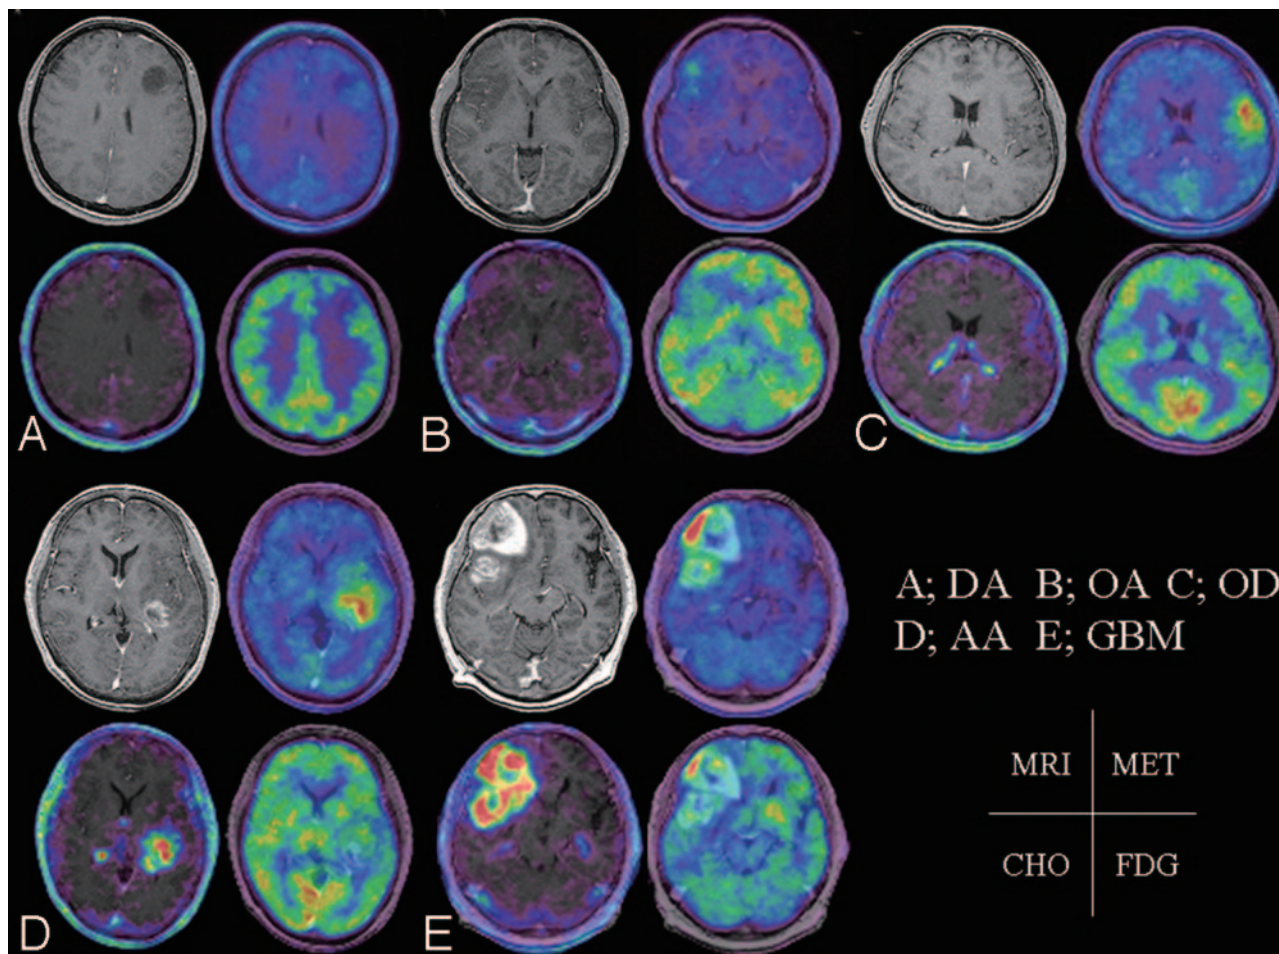 A
B
C
D
E
A; DA B; OA C; OD
D; AA E; GBM
MRI MET
CHO FDG